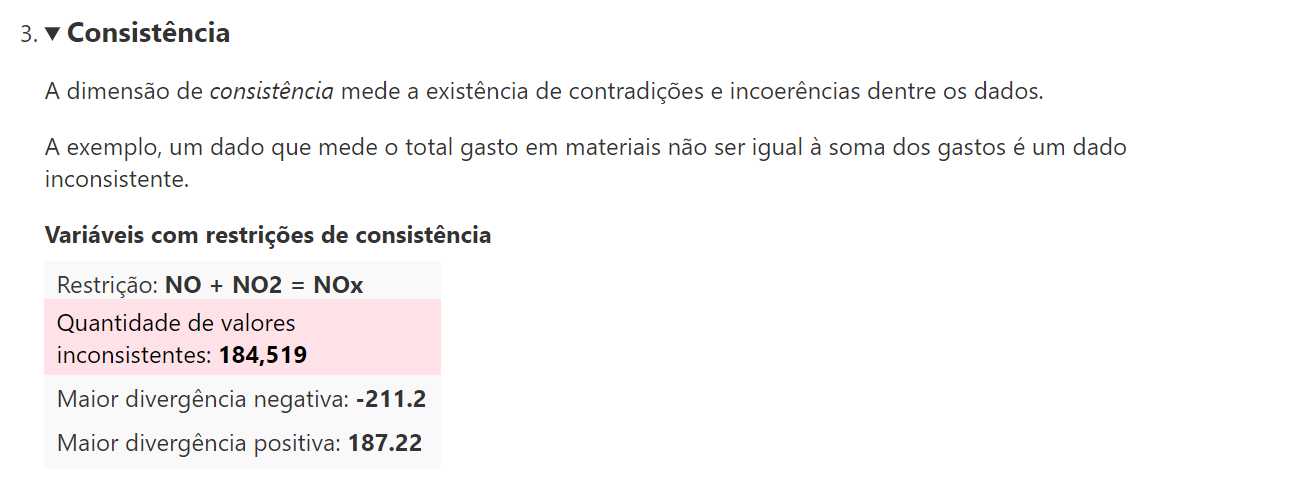 3. ▼ Consistência
A dimensão de consistência mede a existência de contradições e incoerências dentre os dados.
A exemplo, um dado que mede o total gasto em materiais não ser igual à soma dos gastos é um dado
inconsistente.
Variáveis com restrições de consistência
Restrição: NO + NO2 = NOx
Quantidade de valores
inconsistentes: 184,519
Maior divergência negativa: -211.2
Maior divergência positiva: 187.22